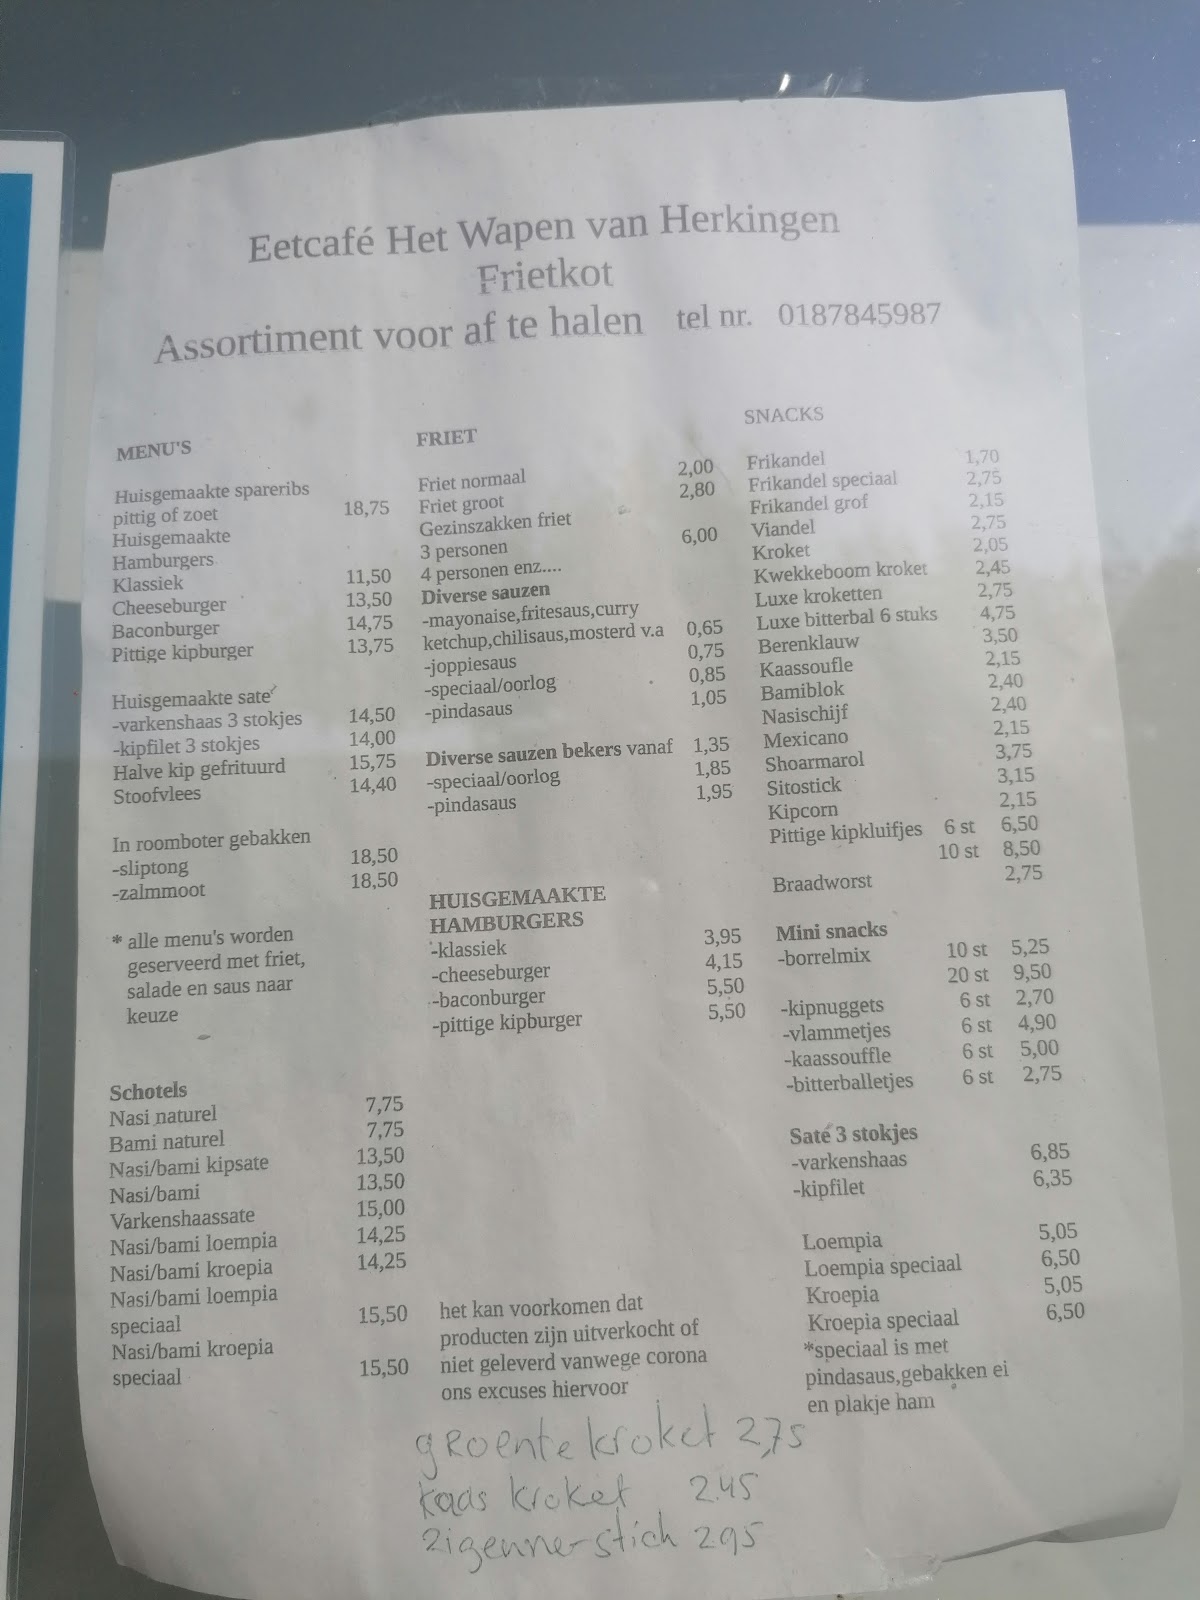 Eetcafé Het Wapen van Herkingen
Frietkot
Assortiment voor af te halen tel nr. 0187845987
MENU'S
Huisgemaakte spareribs
pittig of zoet 18,75
Huisgemaakte
Hamburgers
Klassiek 11,50
Cheeseburger 13,50
Baconburger 14,75
Pittige kipburger 13,75
Huisgemaakte sate'
-varkenshaas 3 stokjes 14,50
-kipfilet 3 stokjes 14,00
Halve kip gefrituurd 15,75
Stoofvlees 14,40
In roomboter gebakken
-sliptong 18,50
-zalmmoot 18,50
* alle menu's worden
geserveerd met friet,
salade en saus naar
keuze
Schotels
Nasi naturel 7,75
Bami naturel 7,75
Nasi/bami kipsate 13,50
Nasi/bami 13,50
Varkenshaassate 15,00
Nasi/bami loempia 14,25
Nasi/bami kroepia 14,25
Nasi/bami loempia
speciaal 15,50
Nasi/bami kroepia
speciaal 15,50
FRIET
Friet normaal 2,00
Friet groot 2,80
Gezinszakken friet
3 personen 6,00
4 personen enz....
Diverse sauzen
-mayonaise,fritesaus,curry
ketchup,chilisaus,mosterd v.a 0,65
-joppiesaus 0,75
-speciaal/oorlog 0,85
-pindasaus 1,05
Diverse sauzen bekers vanaf 1,35
-speciaal/oorlog 1,85
-pindasaus 1,95
HUISGEMAAKTE
HAMBURGERS
-klassiek 3,95
-cheeseburger 4,15
-baconburger 5,50
-pittige kipburger 5,50
het kan voorkomen dat
producten zijn uitverkocht of
niet geleverd vanwege corona
ons excuses hiervoor
SNACKS
Frikandel 1,70
Frikandel speciaal 2,75
Frikandel grof 2,15
Viandel 2,75
Kroket 2,05
Kwekkeboom kroket 2,45
Luxe kroketten 2,75
Luxe bitterbal 6 stuks 4,75
Berenklauw 3,50
Kaassoufle 2,15
Bamiblok 2,40
Nasischijf 2,40
Mexicano 2,15
Shoarmarol 3,75
Sitostick 3,15
Kipcorn 2,15
Pittige kipkluifjes 6 st 6,50
10 st 8,50
Braadworst 2,75
Mini snacks
-borrelmix 10 st 5,25
20 st 9,50
-kipnuggets 6 st 2,70
-vlammetjes 6 st 4,90
-kaassouffle 6 st 5,00
-bitterballetjes 6 st 2,75
Saté 3 stokjes
-varkenshaas 6,85
-kipfilet 6,35
Loempia 5,05
Loempia speciaal 6,50
Kroepia 5,05
Kroepia speciaal 6,50
*speciaal is met
pindasaus,gebakken ei
en plakje ham
gRoente kroket 2,75
kaas kroket 2.45
zigennerstich 295